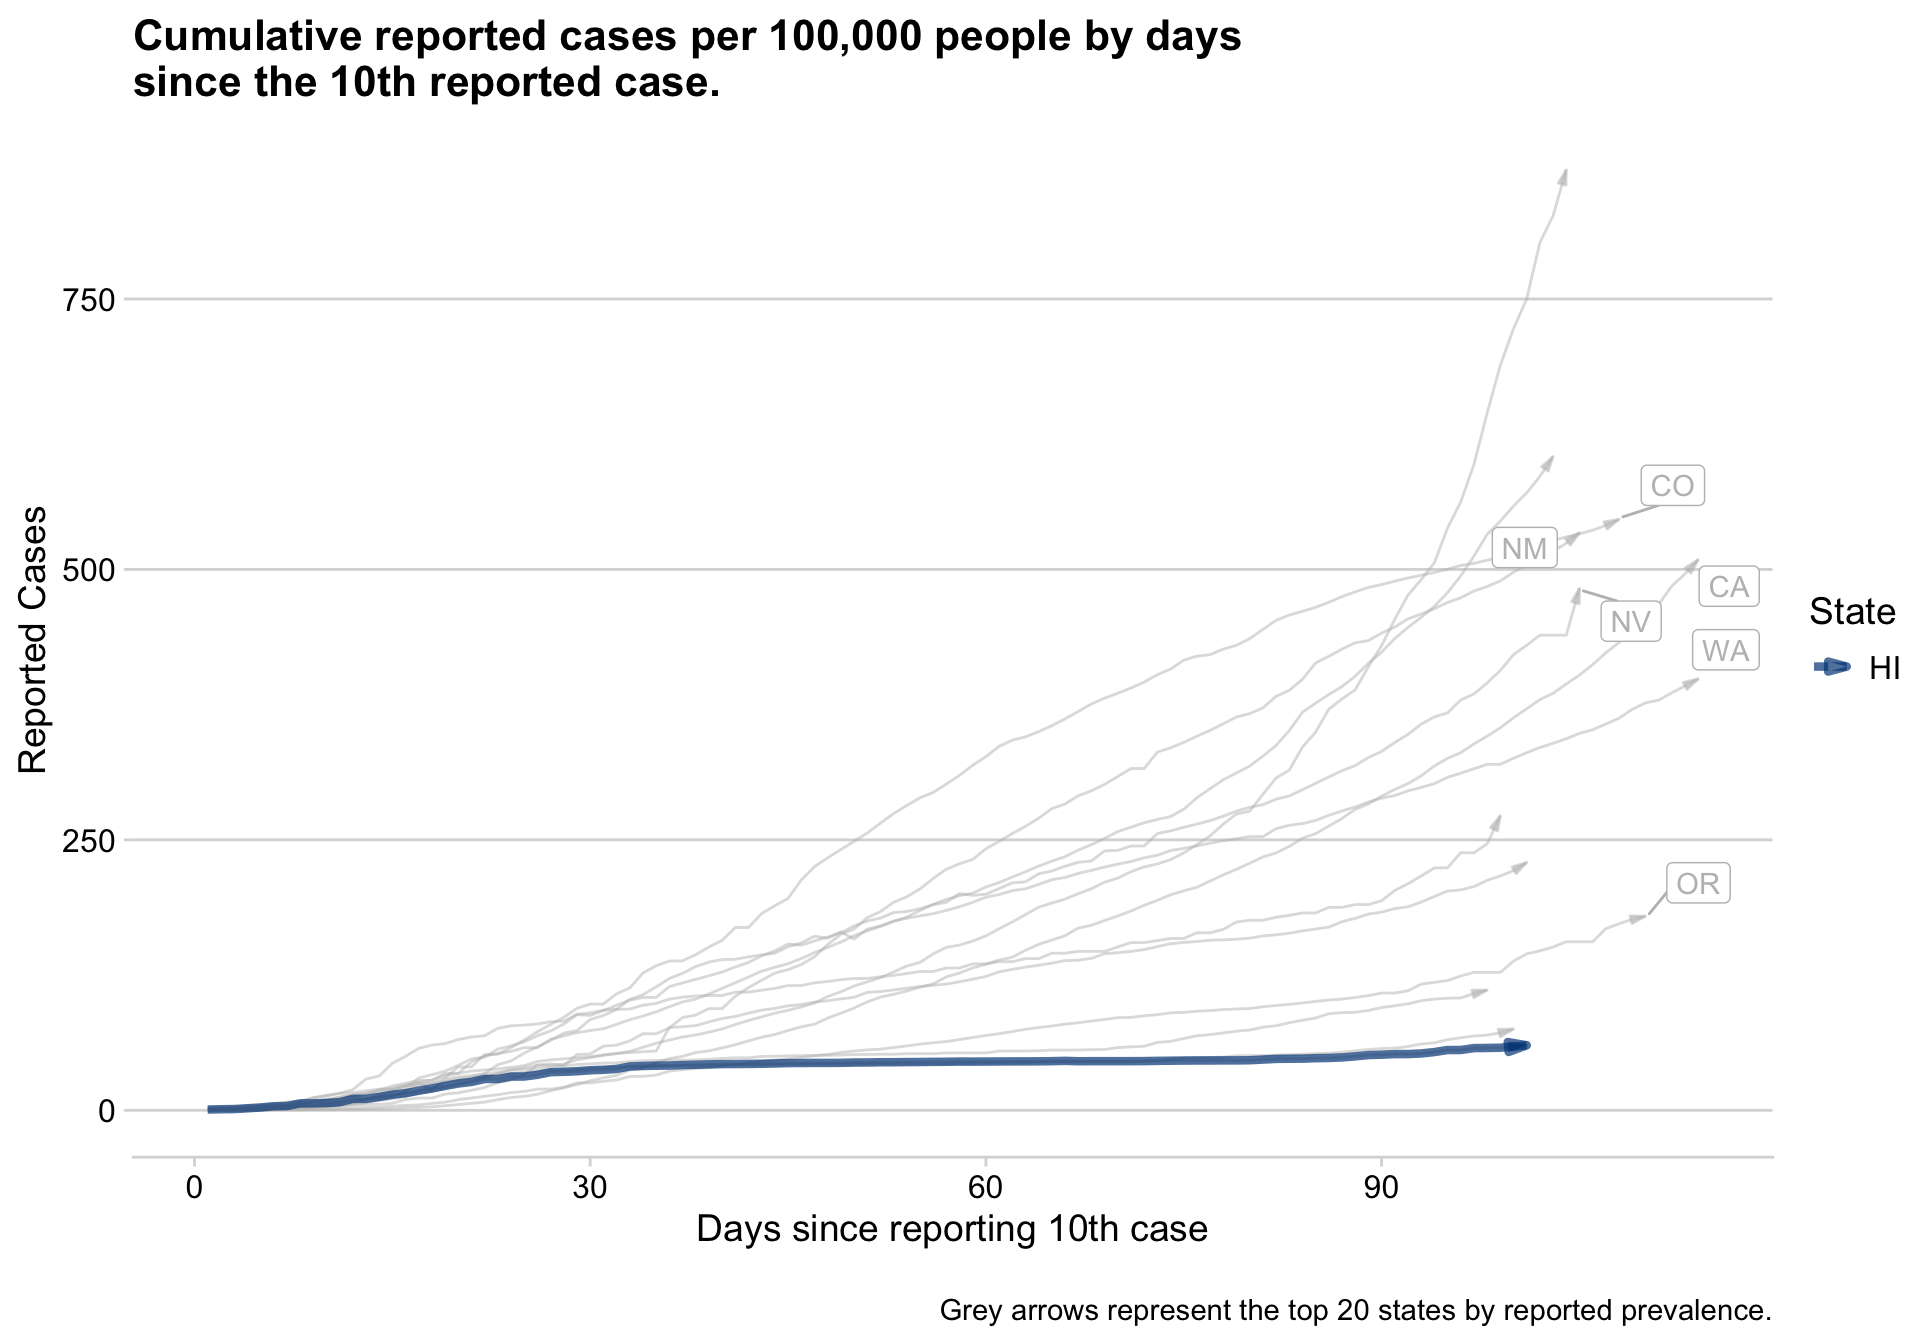 Cumulative reported cases per 100,000 people by days
since the 10th reported case.
Reported Cases
750
500
250
0
CO
NM
CA
NV
WA
OR
State
HI
0
30
60
90
Days since reporting 10th case
Grey arrows represent the top 20 states by reported prevalence.